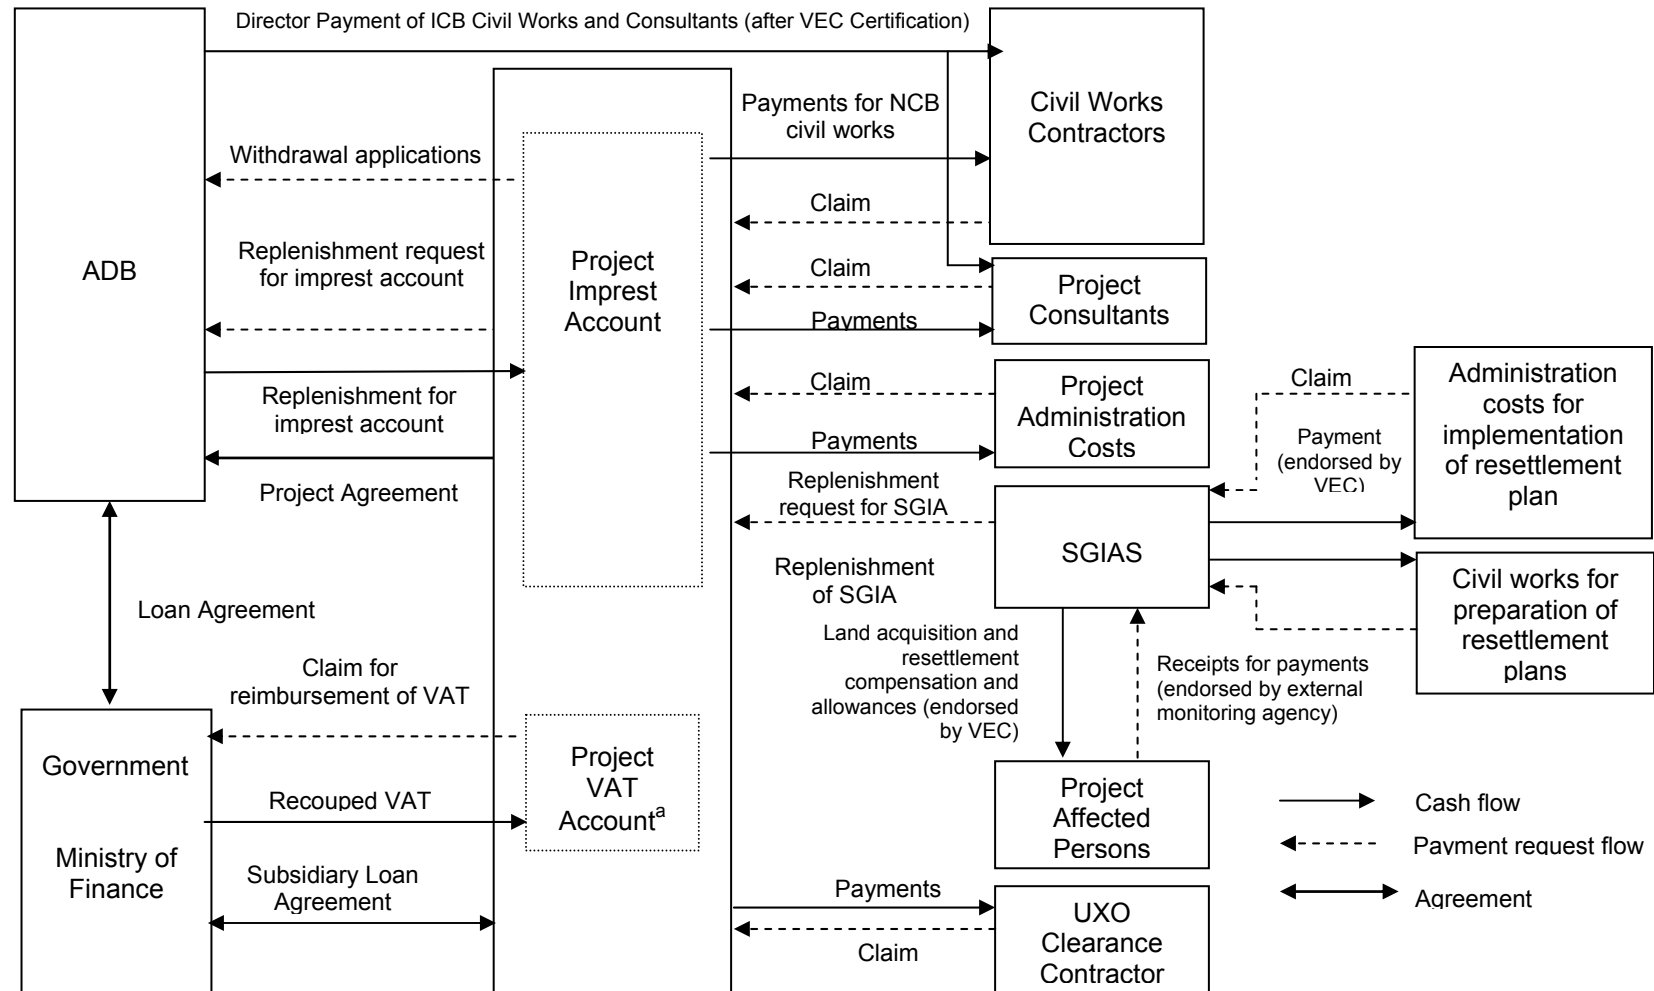 Director Payment of ICB Civil Works and Consultants (after VEC Certification)
ADB
Withdrawal applications
Replenishment request
for imprest account
Replenishment for
imprest account
Project Agreement
Loan Agreement
Claim for
reimbursement of VAT
Government
Ministry of
Finance
Recouped VAT
Subsidiary Loan
Agreement
Project
Imprest
Account
Project
VAT
Accountᵃ
Payments for NCB
civil works
Claim
Claim
Payments
Claim
Payments
Replenishment
request for SGIA
Replenishment
of SGIA
Land acquisition and
resettlement
compensation and
allowances (endorsed
by VEC)
Payments
Claim
Civil Works
Contractors
Project
Consultants
Project
Administration
Costs
SGIAS
Receipts for payments
(endorsed by external
monitoring agency)
Project
Affected
Persons
UXO
Clearance
Contractor
Claim
Payment
(endorsed by
VEC)
Administration
costs for
implementation
of resettlement
plan
Civil works for
preparation of
resettlement
plans
Cash flow
Payment request flow
Agreement